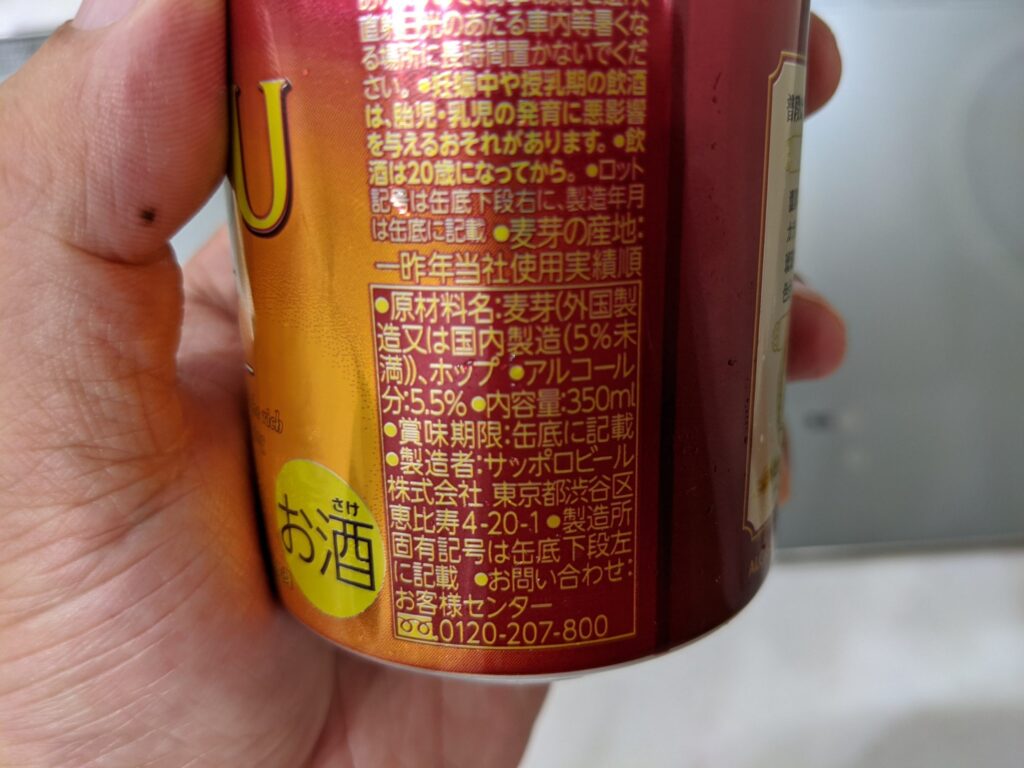 直射日光のあたる車内等暑くな
る場所に長時間置かないでくだ
さい。●妊娠中や授乳期の飲酒
は、胎児・乳児の発育に悪影響
を与えるおそれがあります。●飲
酒は20歳になってから。●ロット
記号は缶底下段右に、製造年月
は缶底に記載 ●麦芽の産地:
一昨年当社使用実績順
●原材料名:麦芽(外国製
造又は国内製造(5%未
満))、ホップ ●アルコール
分:5.5% ●内容量:350ml
●賞味期限:缶底に記載
●製造者:サッポロビール
株式会社 東京都渋谷区
恵比寿4-20-1 ●製造所
固有記号は缶底下段左
に記載 ●お問い合わせ:
お客様センター
0120-207-800
U
rich
さけ
お酒